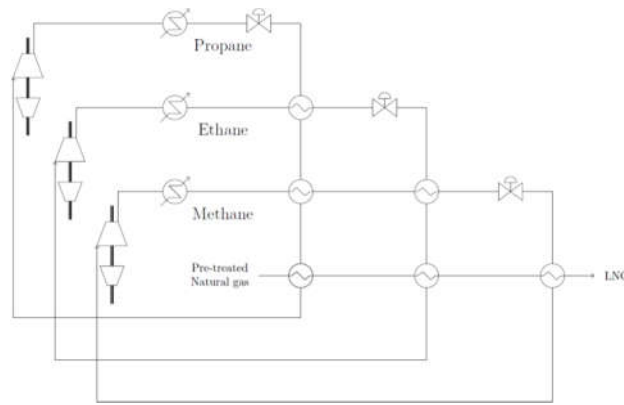 Propane
Ethane
Methane
Pre-treated
Natural gas
LNG